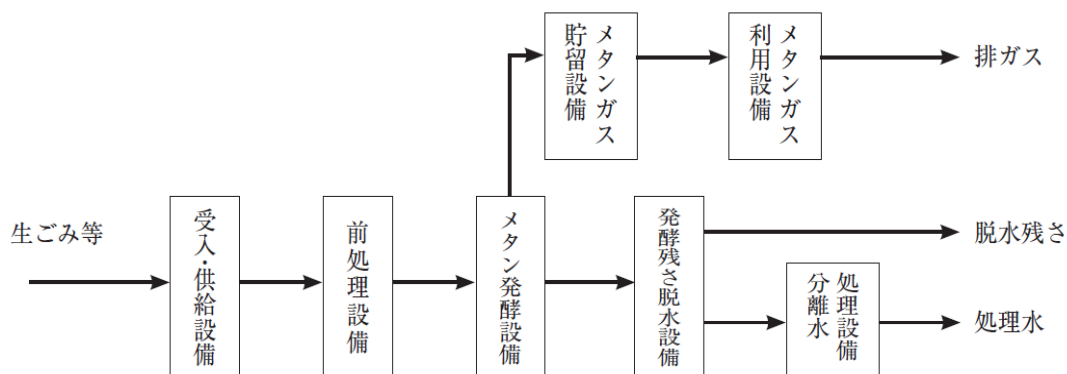 メタンガス
貯留設備
メタンガス
利用設備
排ガス
生ごみ等
受入・供給設備
前処理設備
メタン発酵設備
発酵残さ脱水設備
脱水残さ
処理設備
分離水
処理水